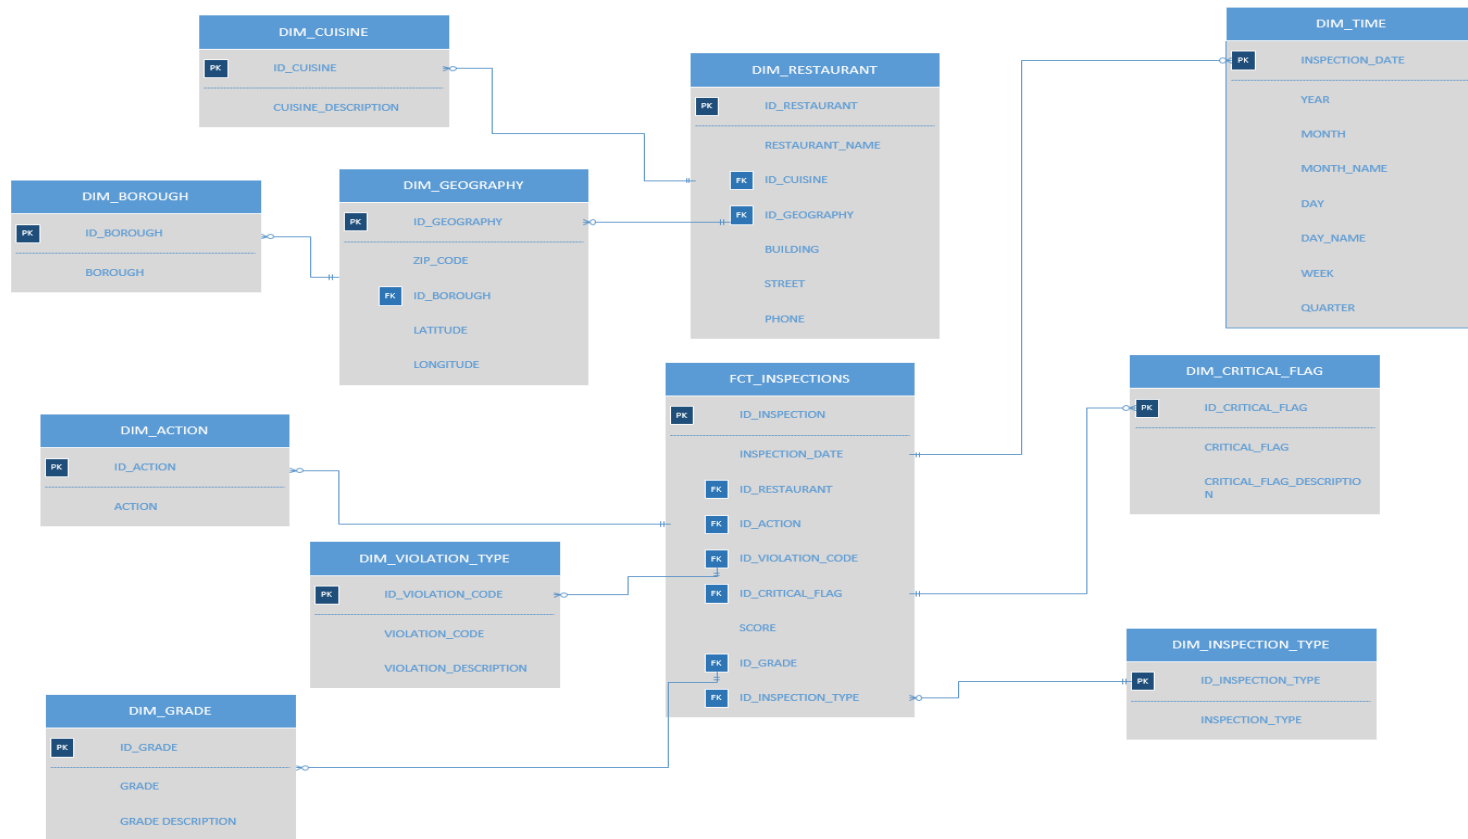 DIM_CUISINE
PK ID_CUISINE
CUISINE_DESCRIPTION
DIM_RESTAURANT
PK ID_RESTAURANT
RESTAURANT_NAME
FK ID_CUISINE
FK ID_GEOGRAPHY
BUILDING
STREET
PHONE
DIM_TIME
PK INSPECTION_DATE
YEAR
MONTH
MONTH_NAME
DAY
DAY_NAME
WEEK
QUARTER
DIM_BOROUGH
PK ID_BOROUGH
BOROUGH
DIM_GEOGRAPHY
PK ID_GEOGRAPHY
ZIP_CODE
FK ID_BOROUGH
LATITUDE
LONGITUDE
FCT_INSPECTIONS
PK ID_INSPECTION
INSPECTION_DATE
FK ID_RESTAURANT
FK ID_ACTION
FK ID_VIOLATION_CODE
FK ID_CRITICAL_FLAG
SCORE
FK ID_GRADE
FK ID_INSPECTION_TYPE
DIM_CRITICAL_FLAG
PK ID_CRITICAL_FLAG
CRITICAL_FLAG
CRITICAL_FLAG_DESCRIPTIO
N
DIM_ACTION
PK ID_ACTION
ACTION
DIM_VIOLATION_TYPE
PK ID_VIOLATION_CODE
VIOLATION_CODE
VIOLATION_DESCRIPTION
DIM_INSPECTION_TYPE
PK ID_INSPECTION_TYPE
INSPECTION_TYPE
DIM_GRADE
PK ID_GRADE
GRADE
GRADE DESCRIPTION